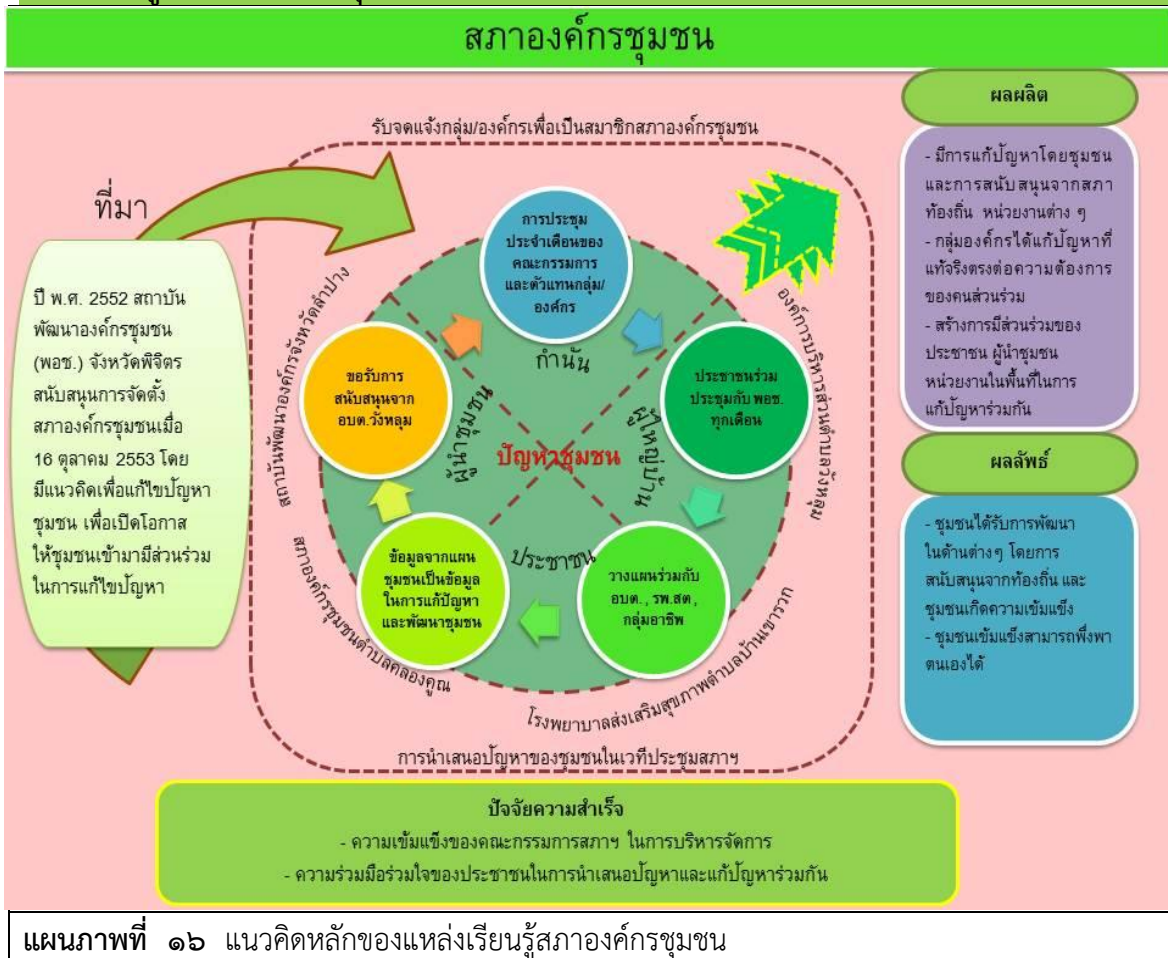 สภาองค์กรชุมชน
รับจดแจ้งกลุ่ม/องค์กรเพื่อเป็นสมาชิกสภาองค์กรชุมชน
ที่มา
ปี พ.ศ. 2552 สถาบัน
พัฒนาองค์กรชุมชน
(พอช.) จังหวัดพิจิตร
สนับสนุนการจัดตั้ง
สภาองค์กรชุมชนเมื่อ
16 ตุลาคม 2553 โดย
มีแนวคิดเพื่อแก้ไขปัญหา
ชุมชน เพื่อเปิดโอกาส
ให้ชุมชนเข้ามามีส่วนร่วม
ในการแก้ไขปัญหา
การประชุม
ประจำเดือนของ
คณะกรรมการ
และตัวแทนกลุ่ม/
องค์กร
ประชาชนร่วม
ประชุมกับ พอช.
ทุกเดือน
วางแผนร่วมกับ
อบต., รพ.สต,
กลุ่มอาชีพ
ข้อมูลจากแผน
ชุมชนเป็นข้อมูล
ในการแก้ปัญหา
และพัฒนาชุมชน
ขอรับการ
สนับสนุนจาก
อบต.วังหลุม
กำนัน
ผู้ใหญ่บ้าน
ประชาชน
ผู้นำชุมชน
ปัญหาชุมชน
สถาบันพัฒนาองค์กรจังหวัดลำปาง
องค์การบริหารส่วนตำบลวังหลุม
โรงพยาบาลส่งเสริมสุขภาพตำบลบ้านเขารวก
สภาองค์กรชุมชนตำบลคลองคูณ
การนำเสนอปัญหาของชุมชนในเวทีประชุมสภาฯ
ผลผลิต
- มีการแก้ปัญหาโดยชุมชน
และการสนับสนุนจากสภา
ท้องถิ่น หน่วยงานต่าง ๆ
- กลุ่มองค์กรได้แก้ปัญหาที่
แท้จริงตรงต่อความต้องการ
ของคนส่วนร่วม
- สร้างการมีส่วนร่วมของ
ประชาชน ผู้นำชุมชน
หน่วยงานในพื้นที่ในการ
แก้ปัญหาร่วมกัน
ผลลัพธ์
- ชุมชนได้รับการพัฒนา
ในด้านต่างๆ โดยการ
สนับสนุนจากท้องถิ่น และ
ชุมชนเกิดความเข้มแข็ง
- ชุมชนเข้มแข็งสามารถพึ่งพา
ตนเองได้
ปัจจัยความสำเร็จ
- ความเข้มแข็งของคณะกรรมการสภาฯ ในการบริหารจัดการ
- ความร่วมมือร่วมใจของประชาชนในการนำเสนอปัญหาและแก้ปัญหาร่วมกัน
แผนภาพที่ ๑๖ แนวคิดหลักของแหล่งเรียนรู้สภาองค์กรชุมชน